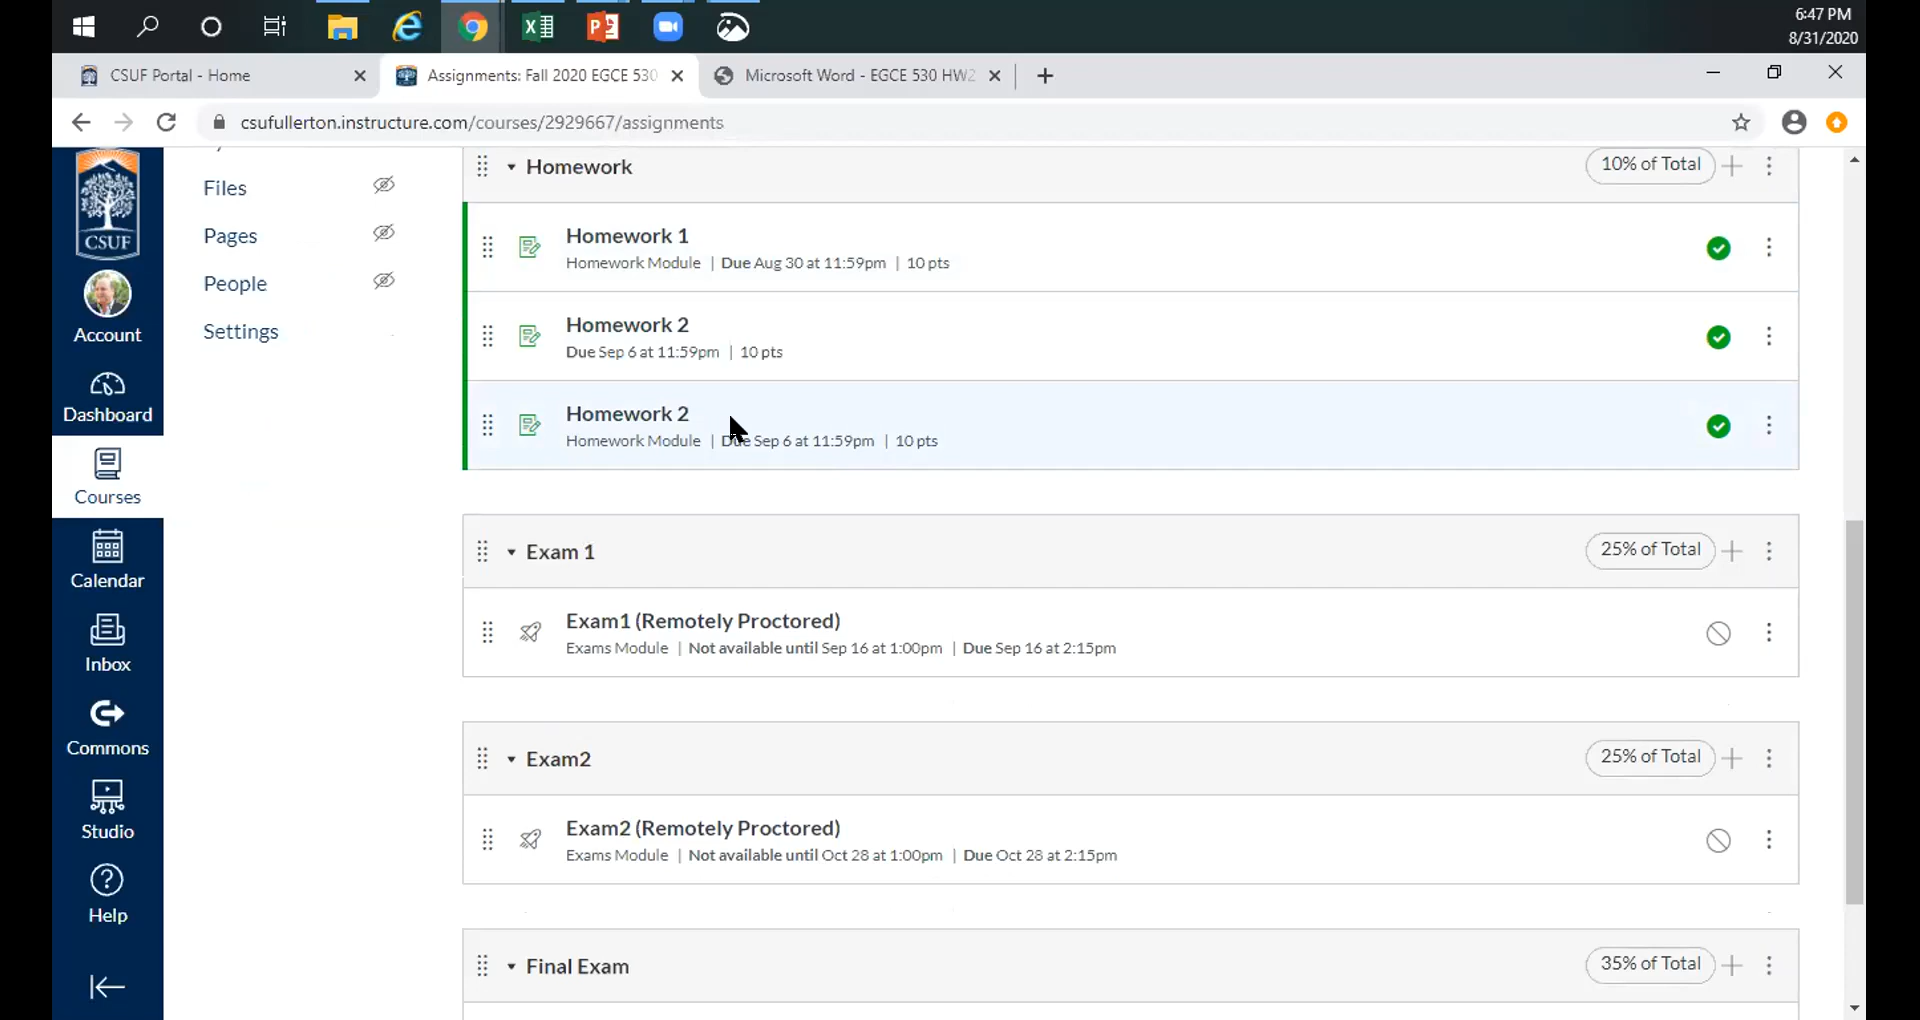 6:47 PM
8/31/2020
CSUF Portal - Home
Assignments: Fall 2020 EGCE 530
Microsoft Word - EGCE 530 HW2
csufullerton.instructure.com/courses/2929667/assignments
CSUF
Account
Dashboard
Courses
Calendar
Inbox
Commons
Studio
Help
Files
Pages
People
Settings
Homework
10% of Total
Homework 1
Homework Module | Due Aug 30 at 11:59pm | 10 pts
Homework 2
Due Sep 6 at 11:59pm | 10 pts
Homework 2
Homework Module | Due Sep 6 at 11:59pm | 10 pts
Exam 1
25% of Total
Exam1 (Remotely Proctored)
Exams Module | Not available until Sep 16 at 1:00pm | Due Sep 16 at 2:15pm
Exam2
25% of Total
Exam2 (Remotely Proctored)
Exams Module | Not available until Oct 28 at 1:00pm | Due Oct 28 at 2:15pm
Final Exam
35% of Total